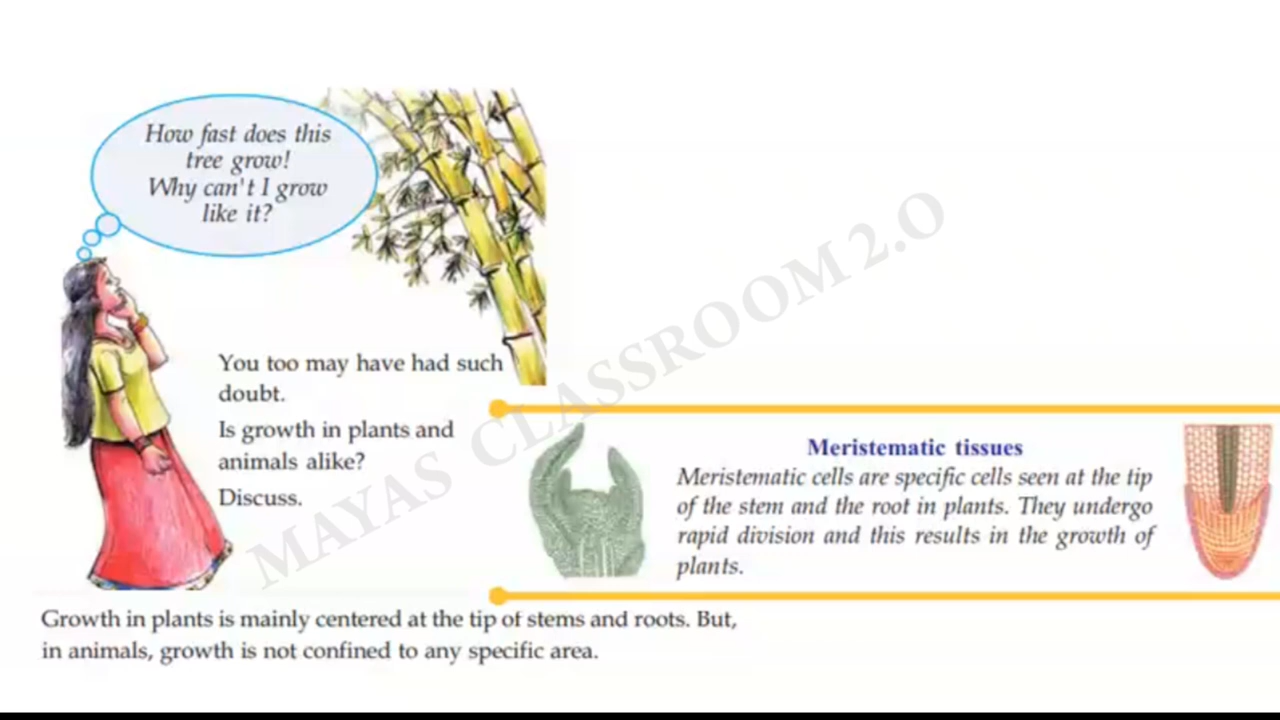 How fast does this
tree grow!
Why can't I grow
like it?
You too may have had such
doubt.
Is growth in plants and
animals alike?
Discuss.
Meristematic tissues
Meristematic cells are specific cells seen at the tip
of the stem and the root in plants. They undergo
rapid division and this results in the growth of
plants.
Growth in plants is mainly centered at the tip of stems and roots. But,
in animals, growth is not confined to any specific area.
MAYAS CLASSROOM 2.O